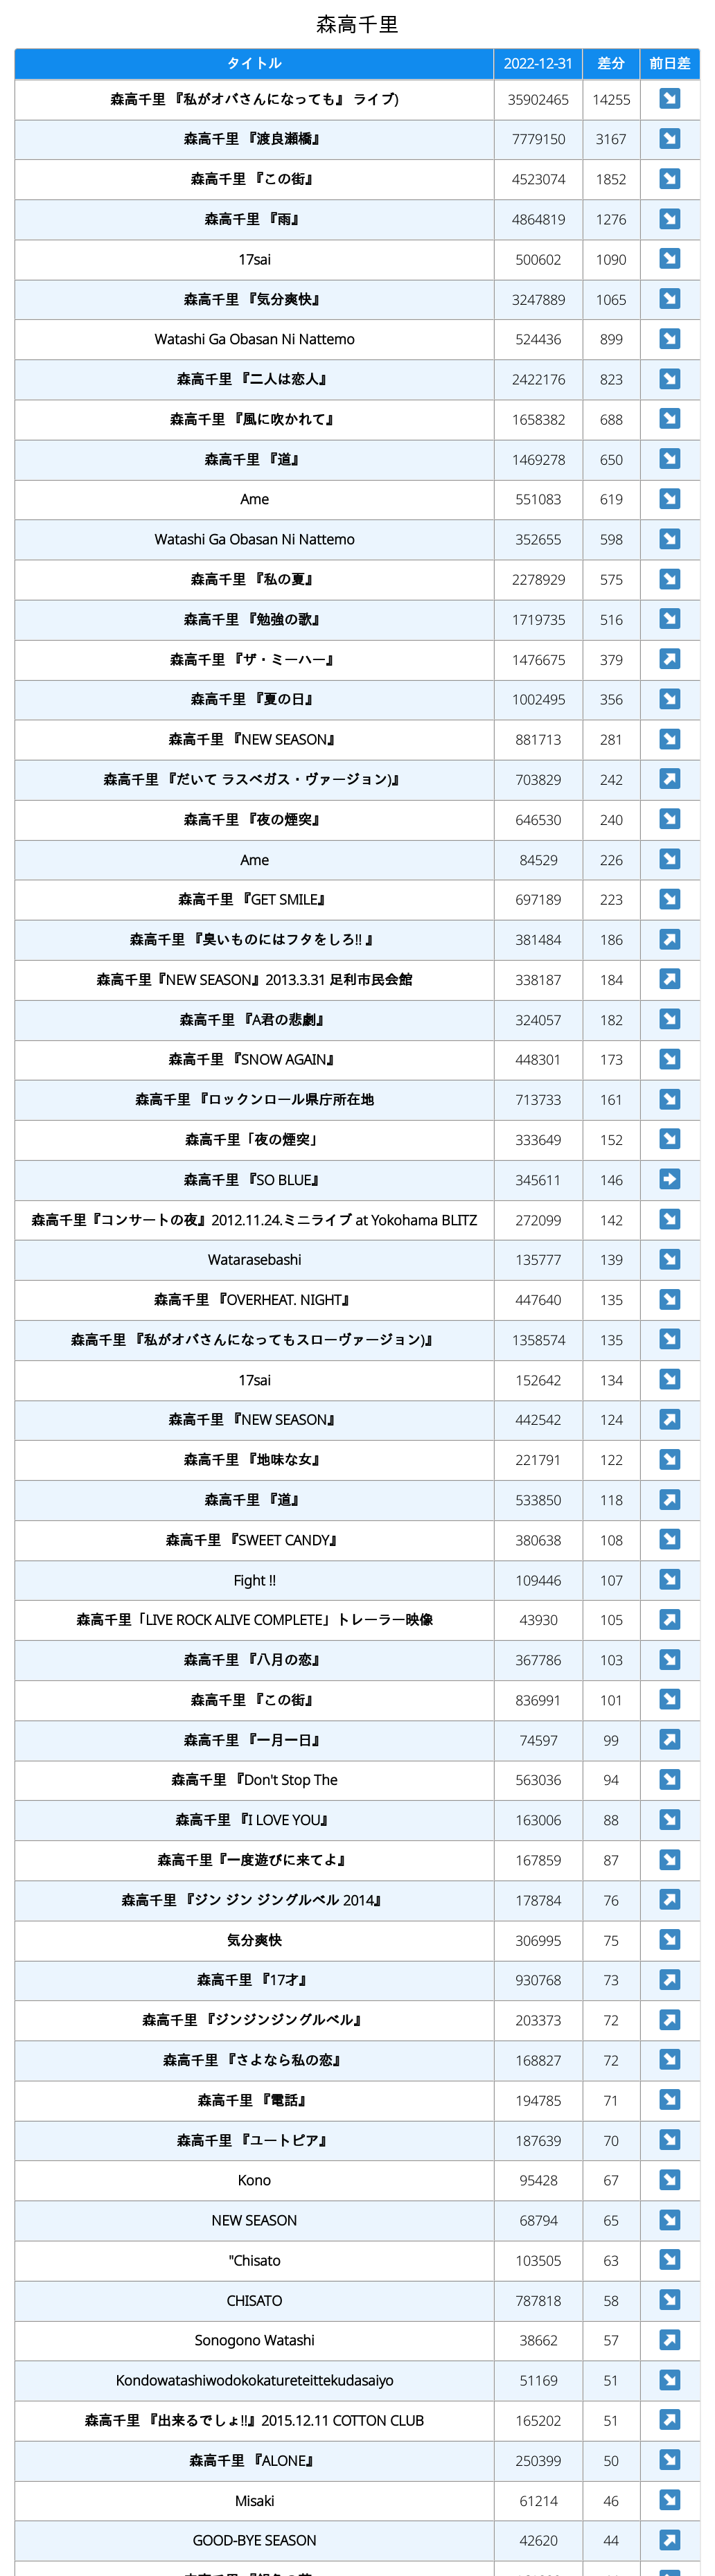 森高千里
タイトル 2022-12-31 差分 前日差
森高千里 『私がオバさんになっても』 ライブ) 35902465 14255
森高千里 『渡良瀬橋』 7779150 3167
森高千里 『この街』 4523074 1852
森高千里 『雨』 4864819 1276
17sai 500602 1090
森高千里 『気分爽快』 3247889 1065
Watashi Ga Obasan Ni Nattemo 524436 899
森高千里 『二人は恋人』 2422176 823
森高千里 『風に吹かれて』 1658382 688
森高千里 『道』 1469278 650
Ame 551083 619
Watashi Ga Obasan Ni Nattemo 352655 598
森高千里 『私の夏』 2278929 575
森高千里 『勉強の歌』 1719735 516
森高千里 『ザ・ミーハー』 1476675 379
森高千里 『夏の日』 1002495 356
森高千里 『NEW SEASON』 881713 281
森高千里 『だいて ラスベガス・ヴァージョン)』 703829 242
森高千里 『夜の煙突』 646530 240
Ame 84529 226
森高千里 『GET SMILE』 697189 223
森高千里 『臭いものにはフタをしろ!! 』 381484 186
森高千里『NEW SEASON』2013.3.31 足利市民会館 338187 184
森高千里 『A君の悲劇』 324057 182
森高千里 『SNOW AGAIN』 448301 173
森高千里 『ロックンロール県庁所在地 713733 161
森高千里「夜の煙突」 333649 152
森高千里 『SO BLUE』 345611 146
森高千里『コンサートの夜』2012.11.24.ミニライブ at Yokohama BLITZ 272099 142
Watarasebashi 135777 139
森高千里 『OVERHEAT. NIGHT』 447640 135
森高千里 『私がオバさんになってもスローヴァージョン)』 1358574 135
17sai 152642 134
森高千里 『NEW SEASON』 442542 124
森高千里 『地味な女』 221791 122
森高千里 『道』 533850 118
森高千里 『SWEET CANDY』 380638 108
Fight !! 109446 107
森高千里「LIVE ROCK ALIVE COMPLETE」トレーラー映像 43930 105
森高千里 『八月の恋』 367786 103
森高千里 『この街』 836991 101
森高千里 『一月一日』 74597 99
森高千里 『Don't Stop The 563036 94
森高千里 『I LOVE YOU』 163006 88
森高千里『一度遊びに来てよ』 167859 87
森高千里 『ジン ジン ジングルベル 2014』 178784 76
気分爽快 306995 75
森高千里 『17才』 930768 73
森高千里 『ジンジンジングルベル』 203373 72
森高千里 『さよなら私の恋』 168827 72
森高千里 『電話』 194785 71
森高千里 『ユートピア』 187639 70
Kono 95428 67
NEW SEASON 68794 65
"Chisato 103505 63
CHISATO 787818 58
Sonogono Watashi 38662 57
Kondowatashiwodokokatureteittekudasaiyo 51169 51
森高千里 『出来るでしょ!!』2015.12.11 COTTON CLUB 165202 51
森高千里 『ALONE』 250399 50
Misaki 61214 46
GOOD-BYE SEASON 42620 44